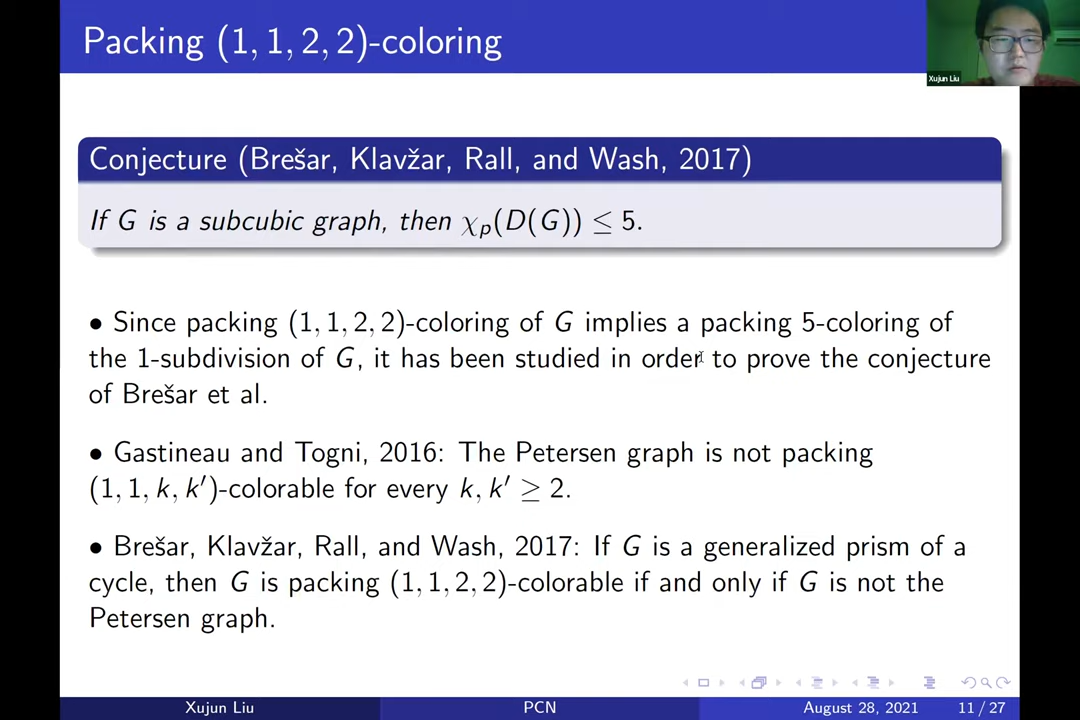 Packing (1, 1, 2, 2)-coloring
Xujun Liu
Conjecture (Brešar, Klavžar, Rall, and Wash, 2017)
If G is a subcubic graph, then χₚ(D(G)) ≤ 5.
• Since packing (1, 1, 2, 2)-coloring of G implies a packing 5-coloring of
the 1-subdivision of G, it has been studied in order to prove the conjecture
of Brešar et al.
• Gastineau and Togni, 2016: The Petersen graph is not packing
(1, 1, k, k′)-colorable for every k, k′ ≥ 2.
• Brešar, Klavžar, Rall, and Wash, 2017: If G is a generalized prism of a
cycle, then G is packing (1, 1, 2, 2)-colorable if and only if G is not the
Petersen graph.
Xujun Liu
PCN
August 28, 2021
11 / 27